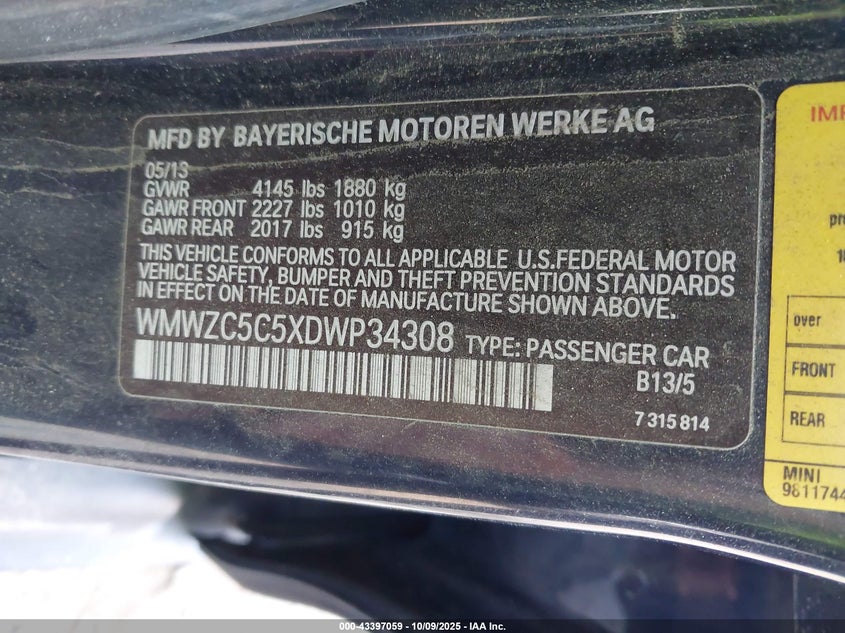 MFD BY BAYERISCHE MOTOREN WERKE AG
05/13
GVWR 4145 lbs 1880 kg
GAWR FRONT 2227 lbs 1010 kg
GAWR REAR 2017 lbs 915 kg
THIS VEHICLE CONFORMS TO ALL APPLICABLE U.S.FEDERAL MOTOR
VEHICLE SAFETY, BUMPER AND THEFT PREVENTION STANDARDS
IN EFFECT ON THE DATE OF MANUFACTURE SHOWN ABOVE.
WMWZC5C5XDWP34308 TYPE: PASSENGER CAR
B13/5
7 315 814
IMP
over
FRONT
REAR
MINI
9811744
000-43397059 - 10/09/2025 - IAA Inc.